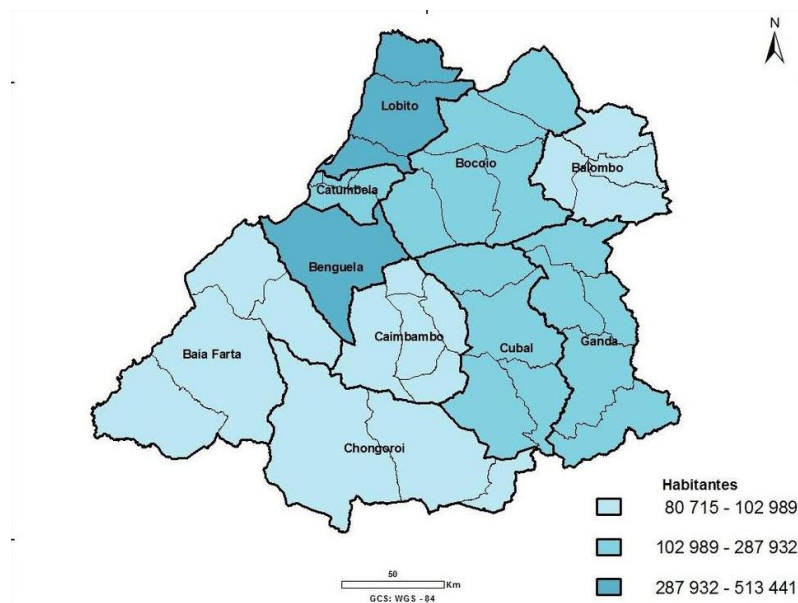 N
Lobito
Bocoio
Balombo
Catumbela
Benguela
Caimbambo
Baía Farta
Cubal
Ganda
Chongoroi
Habitantes
80 715 - 102 989
102 989 - 287 932
287 932 - 513 441
50
Km
GCS: WGS - 84